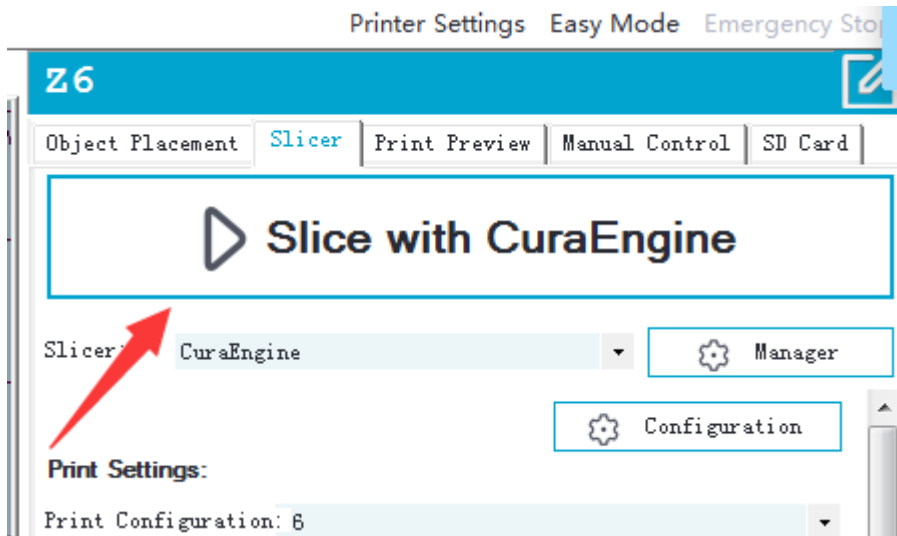 Printer Settings Easy Mode Emergency Stop
Z6
Object Placement Slicer Print Preview Manual Control SD Card
Slice with CuraEngine
Slicer: CuraEngine Manager
Configuration
Print Settings:
Print Configuration: 6